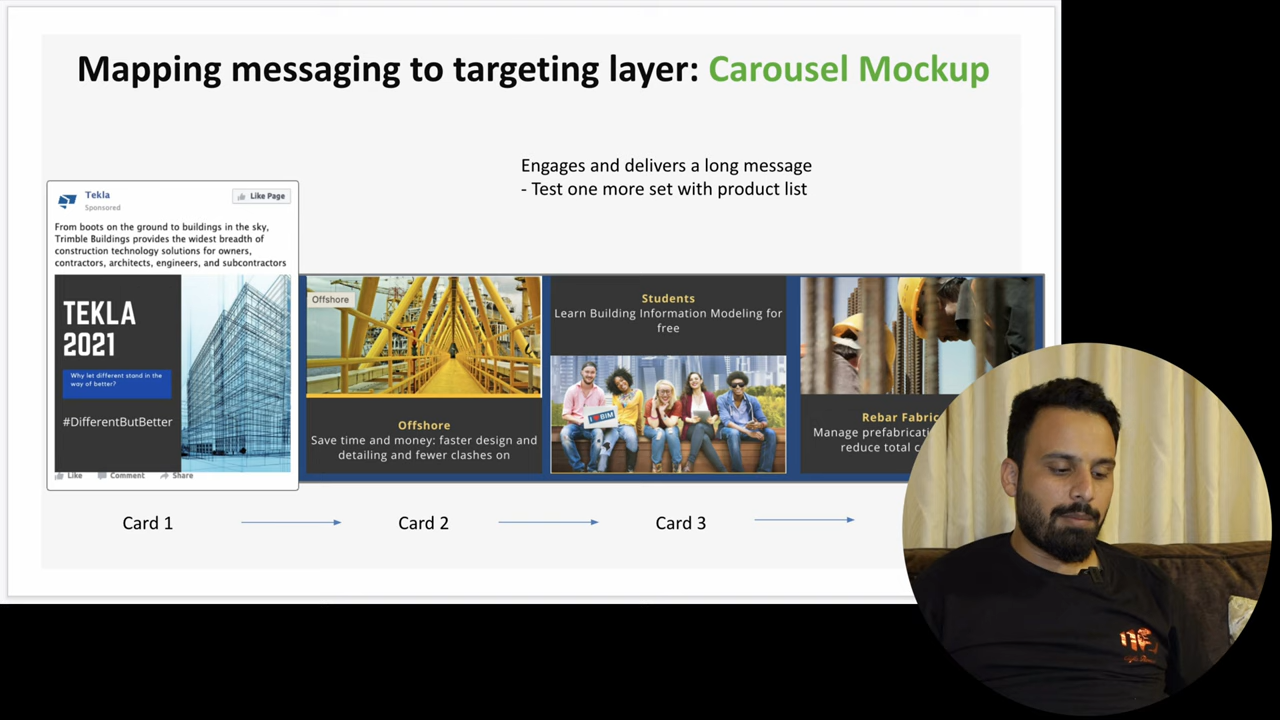 Mapping messaging to targeting layer: Carousel Mockup
Engages and delivers a long message
- Test one more set with product list
Tekla
Sponsored
Like Page
From boots on the ground to buildings in the sky,
Trimble Buildings provides the widest breadth of
construction technology solutions for owners,
contractors, architects, engineers, and subcontractors
TEKLA
2021
Why let different stand in the
way of better?
#DifferentButBetter
Like Comment Share
Offshore
Offshore
Save time and money: faster design and
detailing and fewer clashes on
Students
Learn Building Information Modeling for
free
I BIM
Rebar Fabric
Manage prefabricati
reduce total c
Card 1
Card 2
Card 3